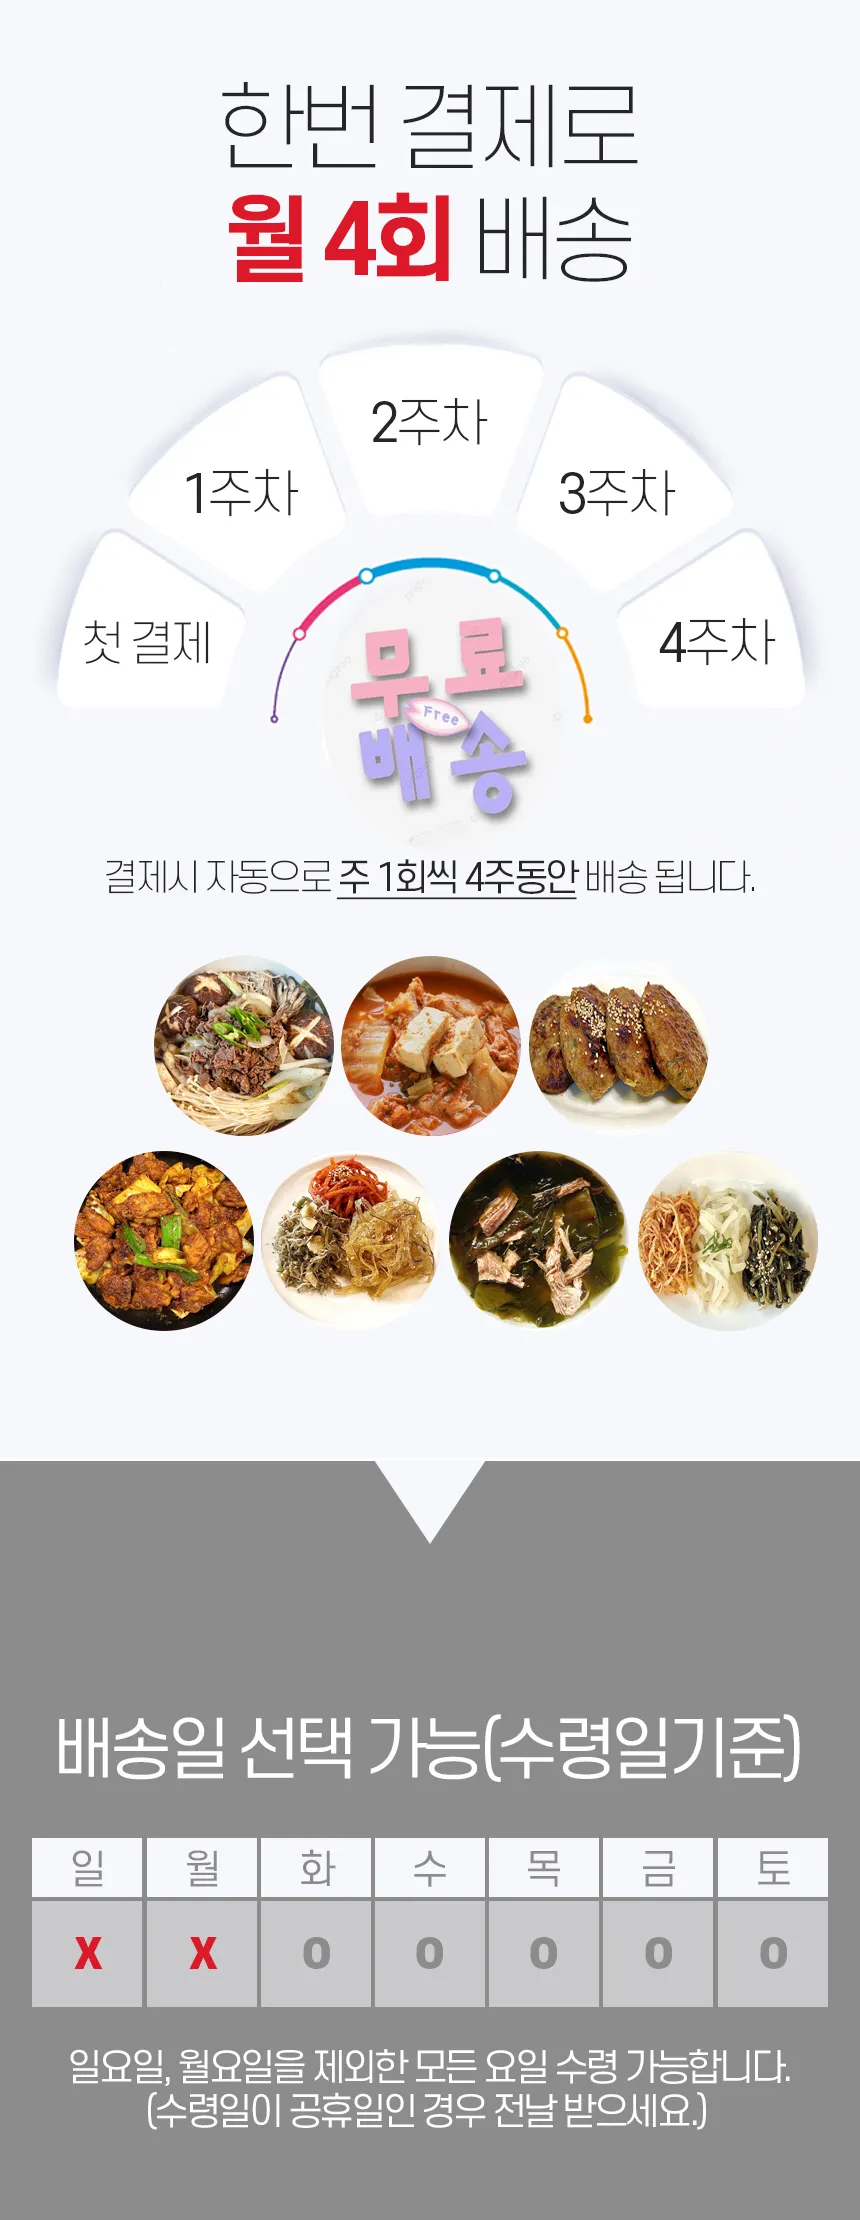 한번 결제로
월 4회 배송
첫 결제
1주차
2주차
3주차
4주차
무료
Free
배송
결제시 자동으로 주 1회씩 4주동안 배송 됩니다.
배송일 선택 가능(수령일기준)
일 월 화 수 목 금 토
X X O O O O O
일요일, 월요일을 제외한 모든 요일 수령 가능합니다.
(수령일이 공휴일인 경우 전날 받으세요.)